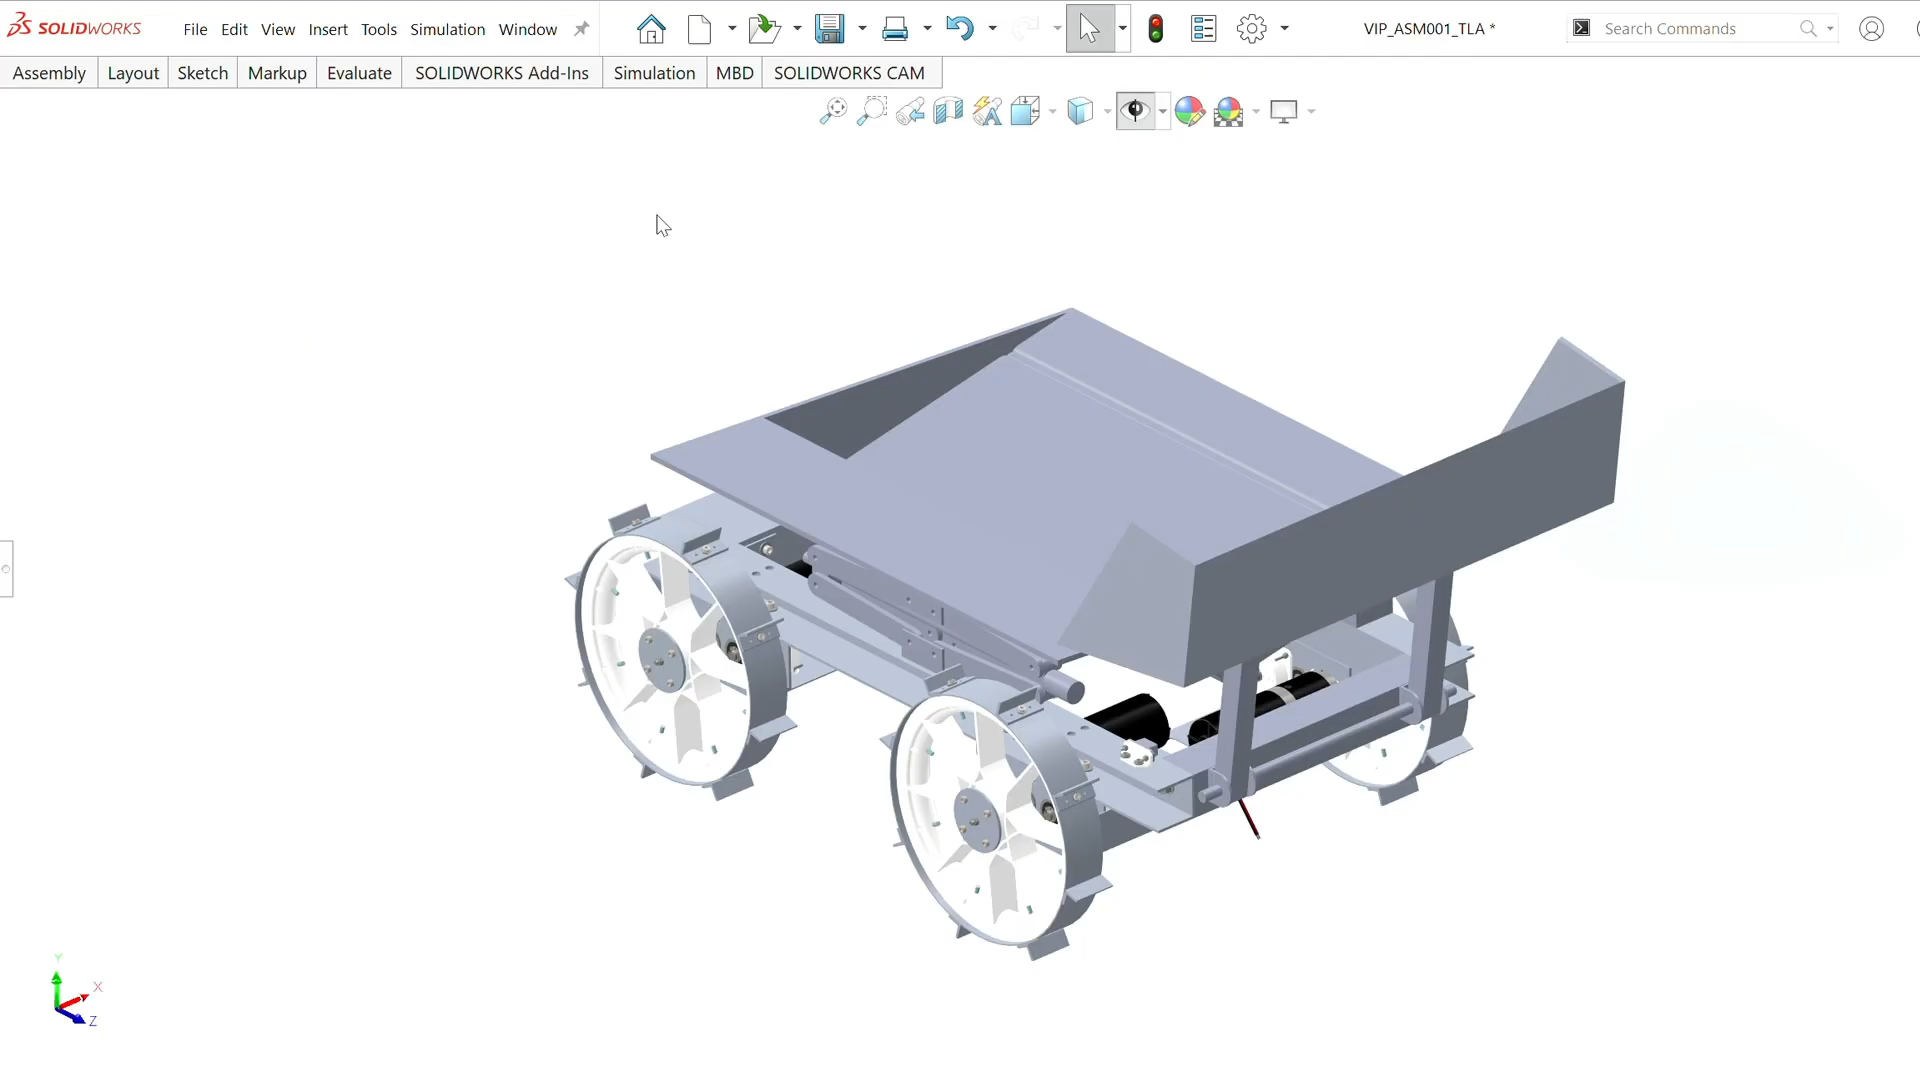 SOLIDWORKS File Edit View Insert Tools Simulation Window VIP_ASM001_TLA * Search Commands
Assembly Layout Sketch Markup Evaluate SOLIDWORKS Add-Ins Simulation MBD SOLIDWORKS CAM
Y
X
Z